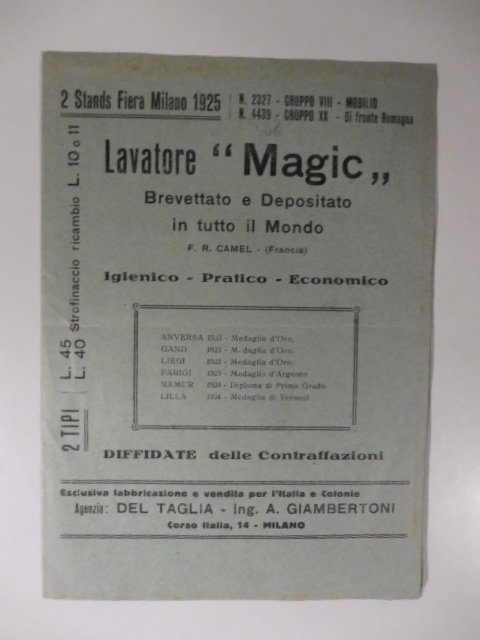 2 Stands Fiera Milano 1925
N. 2327 - GRUPPO VIII - MOBILIO
N. 4439 - GRUPPO XX - Di fronte Romagna
Lavatore “ Magic „
Brevettato e Depositato
in tutto il Mondo
F. R. CAMEL - (Francia)
Igienico - Pratico - Economico
2 TIPI
L. 45
L. 40
Strofinaccio ricambio L. 10 o 11
ANVERSA 1923 - Medaglia d'Oro.
GAND 1923 - Medaglia d'Oro.
LIEGI 1923 - Medaglia d'Oro.
PARIGI 1923 - Medaglia d'Argento
NAMUR 1923 - Diploma di Primo Grado
LILLA 1924 - Medaglia di Vermeil
DIFFIDATE delle Contraffazioni
Esclusiva fabbricazione e vendita per l'Italia e Colonie
Agenzia: DEL TAGLIA - Ing. A. GIAMBERTONI
Corso Italia, 14 - MILANO